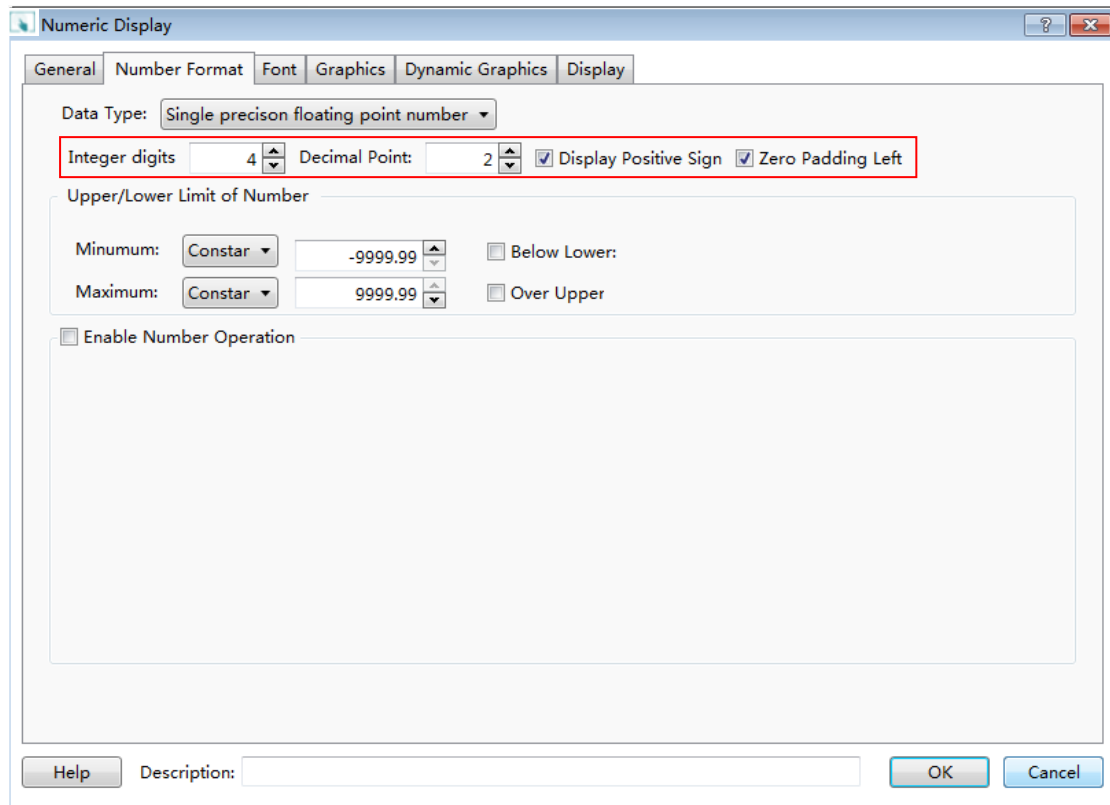 Numeric Display
General Number Format Font Graphics Dynamic Graphics Display
Data Type: Single precison floating point number
Integer digits 4 Decimal Point: 2 Display Positive Sign Zero Padding Left
Upper/Lower Limit of Number
Minumum: Constar -9999.99 Below Lower:
Maximum: Constar 9999.99 Over Upper
Enable Number Operation
Help Description: OK Cancel